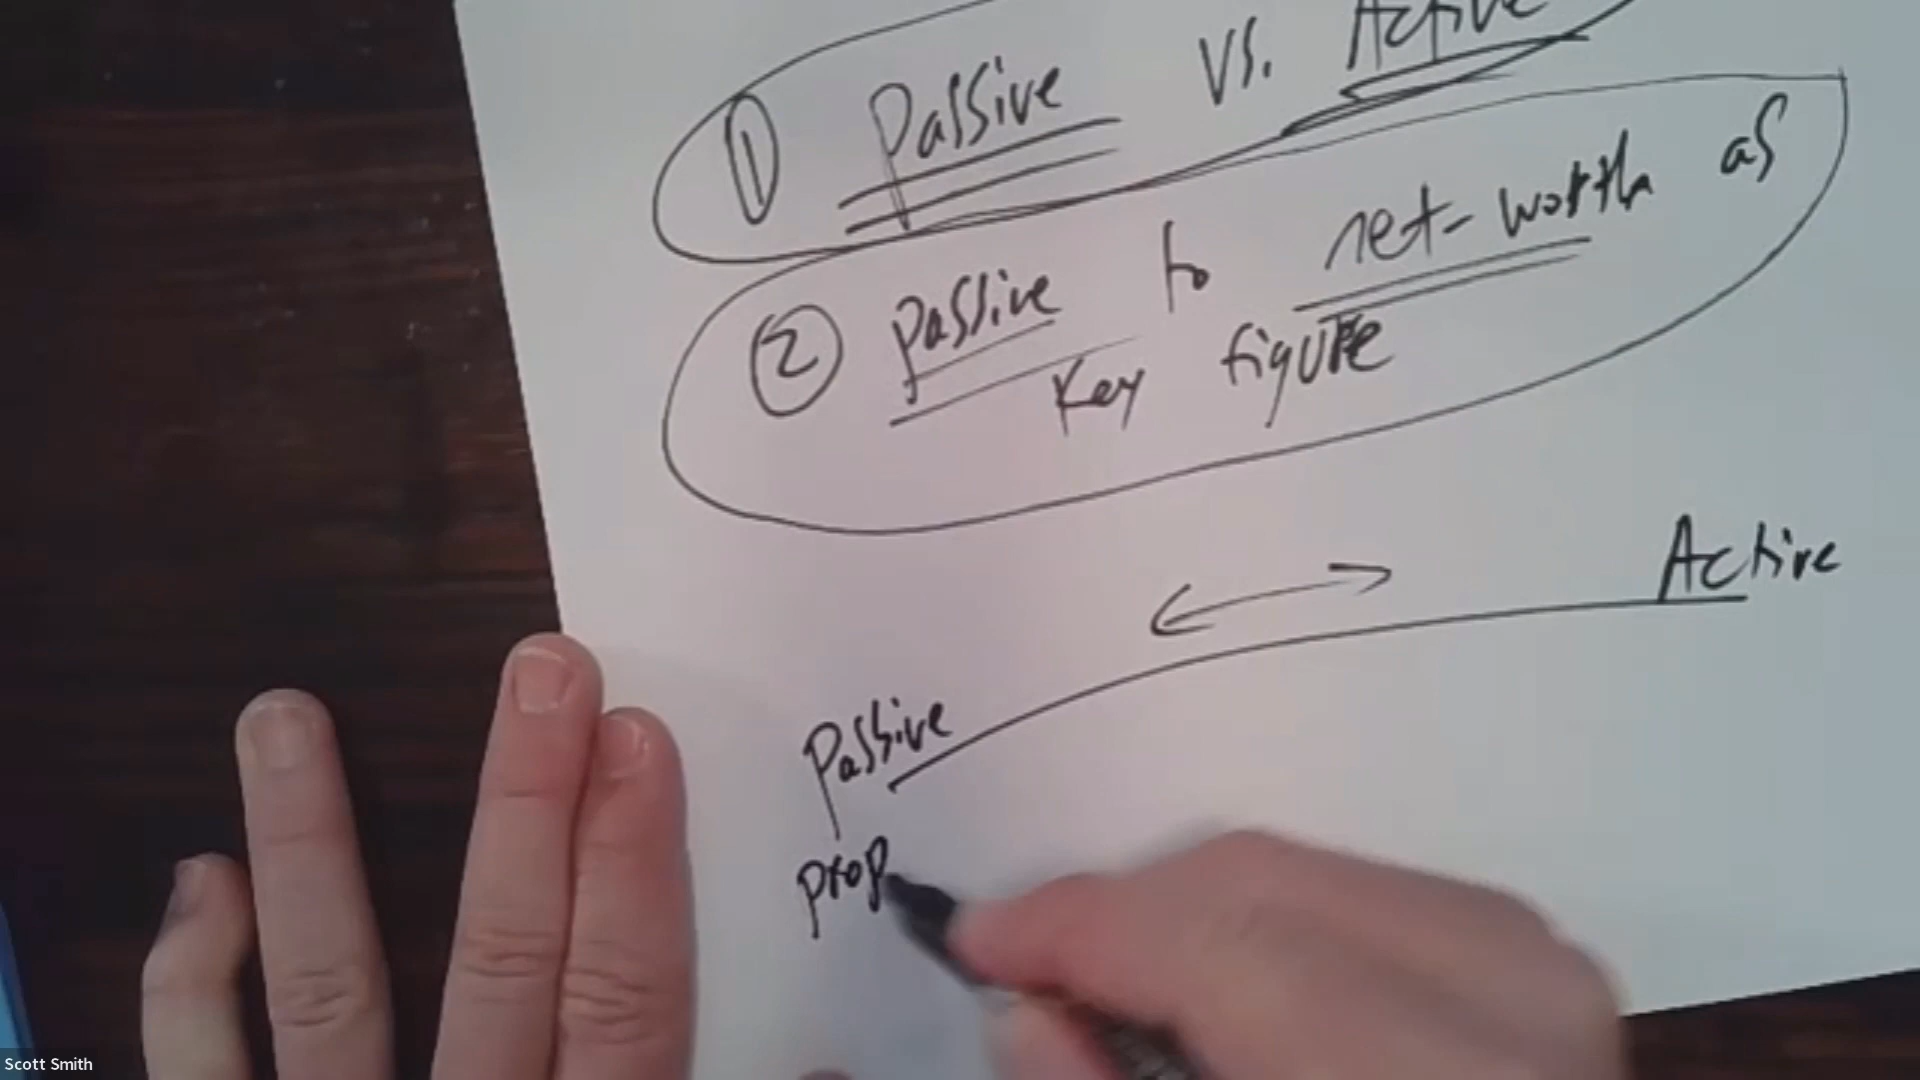 ① Passive vs. Active
② passive to net-worth as
key figure
Active
Passive
prop
Scott Smith